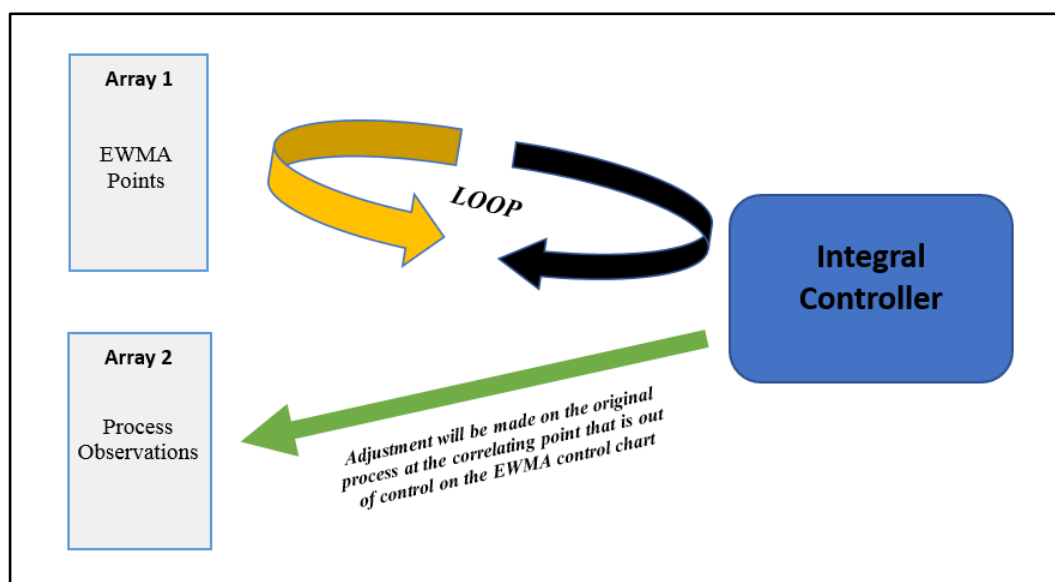 Array 1
EWMA
Points
LOOP
Integral
Controller
Array 2
Process
Observations
Adjustment will be made on the original
process at the correlating point that is out
of control on the EWMA control chart